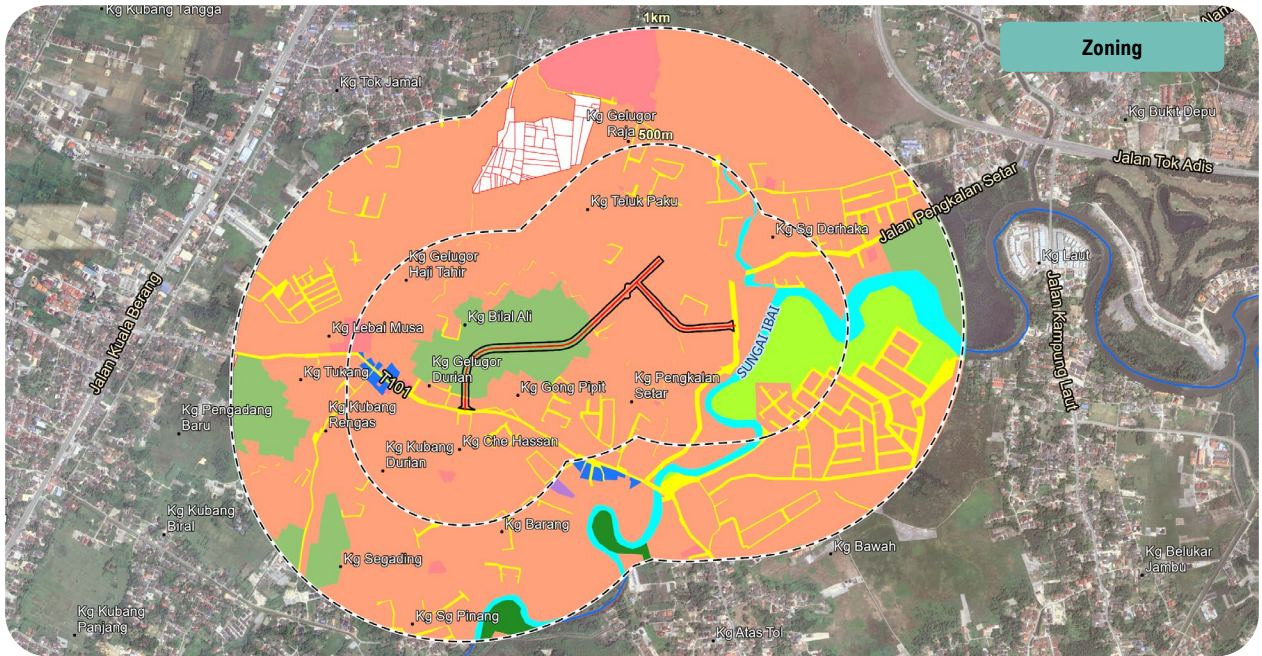 Kg Kubang Tangga
1km
Zoning
Kg Tok Jamal
Kg Gelugor
Raja
500m
Kg Bukit Depu
Jalan Tok Adis
Jalan Pengkalan Setar
Kg Teluk Paku
Kg Sg Derhaka
Kg Gelugor
Haji Tahir
Kg Laut
Jalan Kuala Berang
Jalan Kampung Laut
Kg Bilal Ali
Kg Lebai Musa
SUNGAI IBAI
Kg Tukang
T-101
Kg Gelugor
Durian
Kg Gong Pipit
Kg Pengkalan
Setar
Kg Pengadang
Baru
Kg Kubang
Rengas
Kg Kubang
Durian
Kg Che Hassan
Kg Kubang
Biral
Kg Barang
Kg Bawah
Kg Segading
Kg Belukar
Jambu
Kg Kubang
Panjang
Kg Sg Pinang
Kg Atas Tol